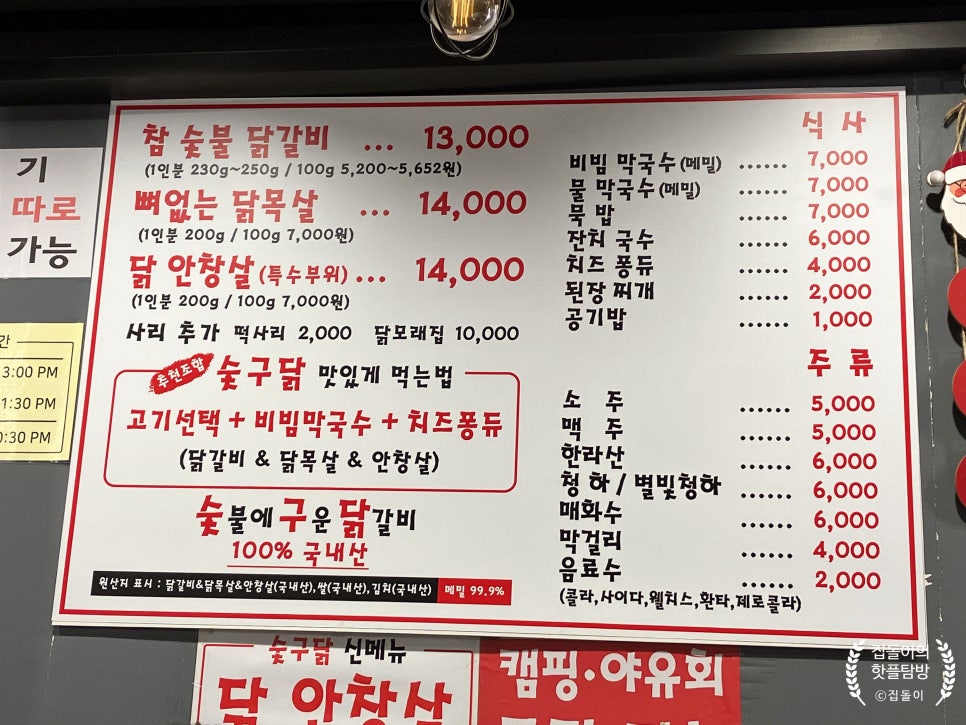 기
따로
가능
간
3:00 PM
1:30 PM
0:30 PM
참 숯불 닭갈비 ... 13,000
(1인분 230g~250g / 100g 5,200~5,652원)
뼈없는 닭목살 ... 14,000
(1인분 200g / 100g 7,000원)
닭 안창살(특수부위)... 14,000
(1인분 200g / 100g 7,000원)
사리 추가 떡사리 2,000 닭모래집 10,000
추천조합 숯구닭 맛있게 먹는법
고기선택 + 비빔막국수 + 치즈퐁듀
(닭갈비 & 닭목살 & 안창살)
숯불에 구운 닭갈비
100% 국내산
원산지 표시 : 닭갈비&닭목살&안창살(국내산),쌀(국내산),김치(국내산) 메밀 99.9%
식 사
비빔 막국수(메밀) ...... 7,000
물 막국수(메밀) ...... 7,000
묵 밥 ...... 7,000
잔치 국수 ...... 6,000
치즈 퐁듀 ...... 4,000
된장 찌개 ...... 2,000
공기밥 ...... 1,000
주 류
소 주 ...... 5,000
맥 주 ...... 5,000
한라산 ...... 6,000
청 하 / 별빛청하 ...... 6,000
매화수 ...... 6,000
막걸리 ...... 4,000
음료수 ...... 2,000
(콜라,사이다,웰치스,환타,제로콜라)
숯구닭 신메뉴
닭 안창살
캠핑·야유회
집돌이의
핫플탐방
©집돌이